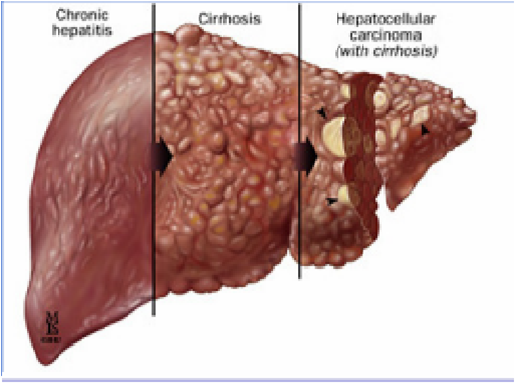 Chronic
hepatitis
Cirrhosis
Hepatocellular
carcinoma
(with cirrhosis)